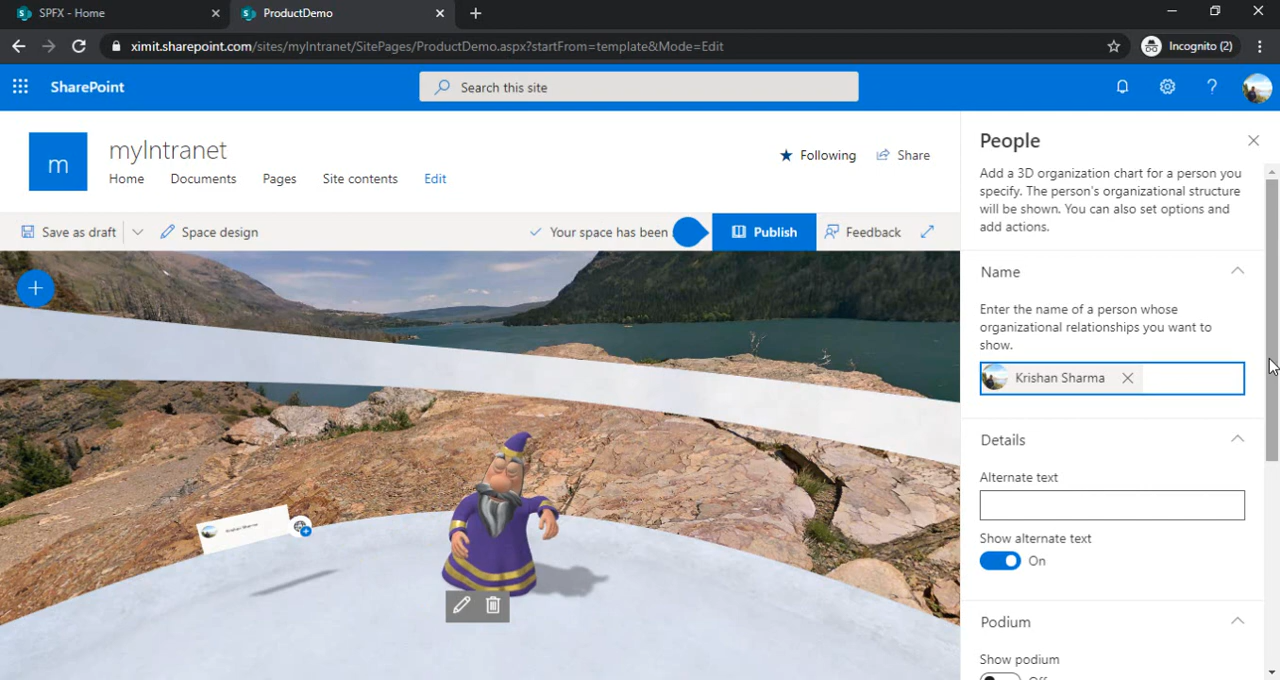 SPFX - Home
ProductDemo
ximit.sharepoint.com/sites/myIntranet/SitePages/ProductDemo.aspx?startFrom=template&Mode=Edit
Incognito (2)
SharePoint
Search this site
m
myIntranet
Following
Share
Home
Documents
Pages
Site contents
Edit
Save as draft
Space design
Your space has been
Publish
Feedback
People
Add a 3D organization chart for a person you
specify. The person's organizational structure
will be shown. You can also set options and
add actions.
Name
Enter the name of a person whose
organizational relationships you want to
show.
Krishan Sharma
Details
Alternate text
Show alternate text
On
Podium
Show podium
Off
Krishan Sharma